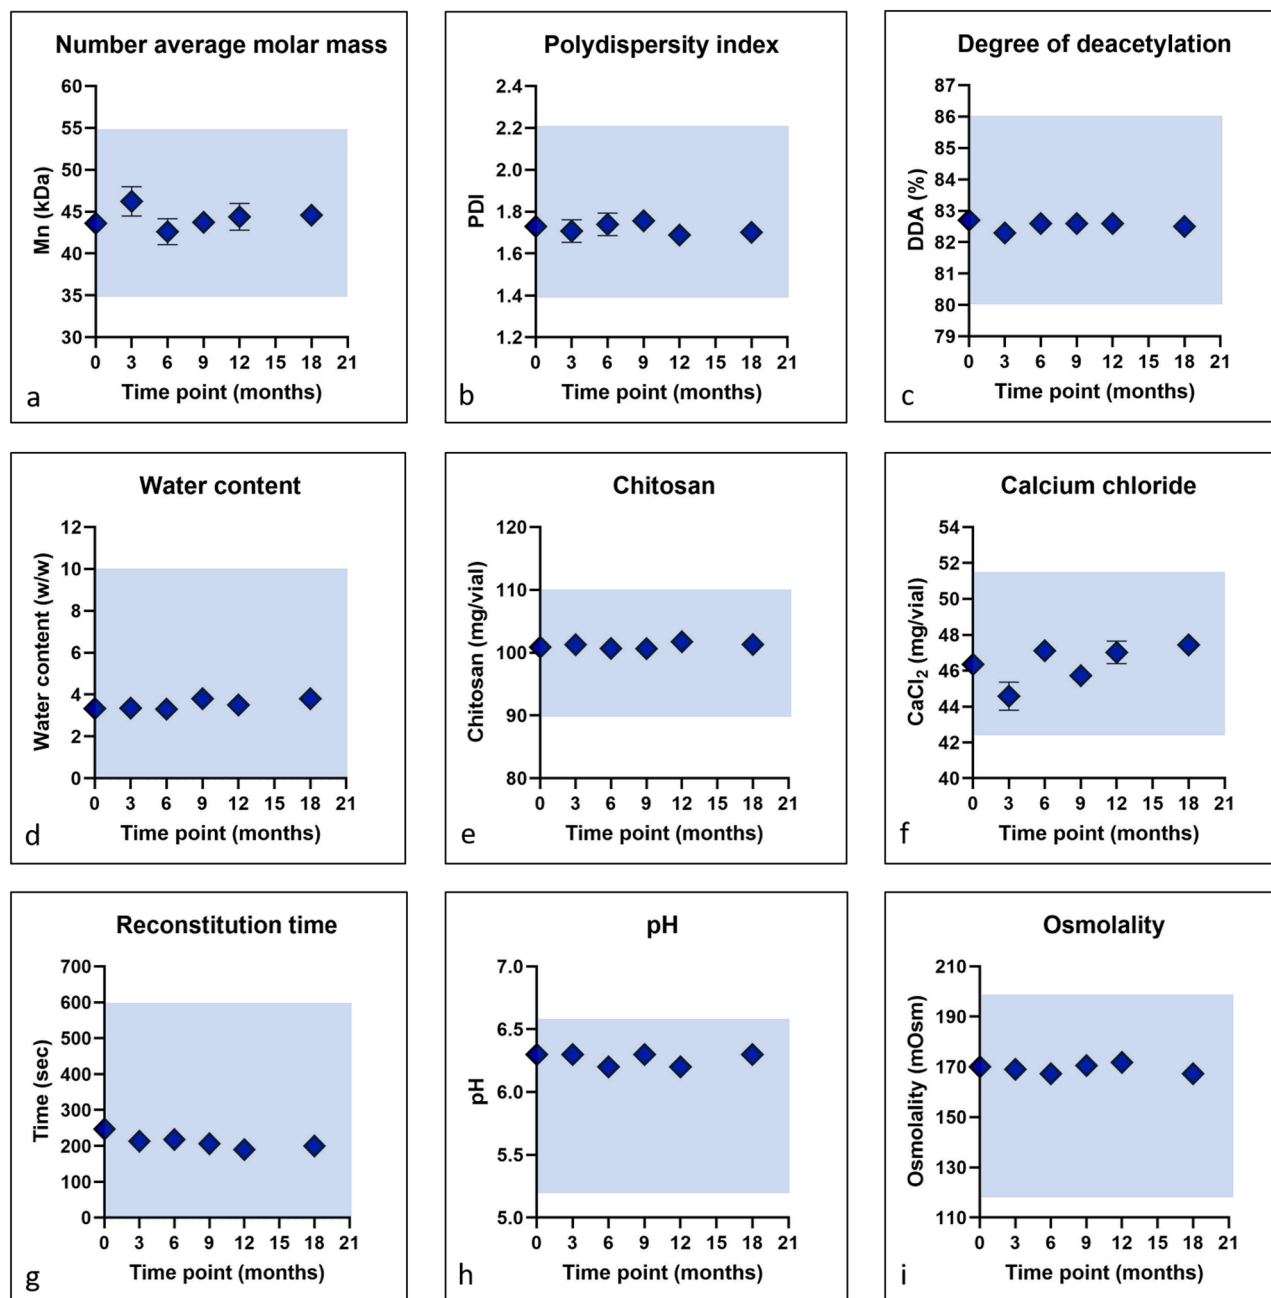 Number average molar mass
60
55
50
45
40
35
30
Mn (kDa)
0 3 6 9 12 15 18 21
Time point (months)
a
Polydispersity index
2.4
2.2
2.0
1.8
1.6
1.4
1.2
PDI
0 3 6 9 12 15 18 21
Time point (months)
b
Degree of deacetylation
87
86
85
84
83
82
81
80
79
DDA (%)
0 3 6 9 12 15 18 21
Time point (months)
c
Water content
12
10
8
6
4
2
0
Water content (w/w)
0 3 6 9 12 15 18 21
Time point (months)
d
Chitosan
120
110
100
90
80
Chitosan (mg/vial)
0 3 6 9 12 15 18 21
Time point (months)
e
Calcium chloride
54
52
50
48
46
44
42
40
CaCl₂ (mg/vial)
0 3 6 9 12 15 18 21
Time point (months)
f
Reconstitution time
700
600
500
400
300
200
100
0
Time (sec)
0 3 6 9 12 15 18 21
Time point (months)
g
pH
7.0
6.5
6.0
5.5
5.0
pH
0 3 6 9 12 15 18 21
Time point (months)
h
Osmolality
210
190
170
150
130
110
Osmolality (mOsm)
0 3 6 9 12 15 18 21
Time point (months)
i